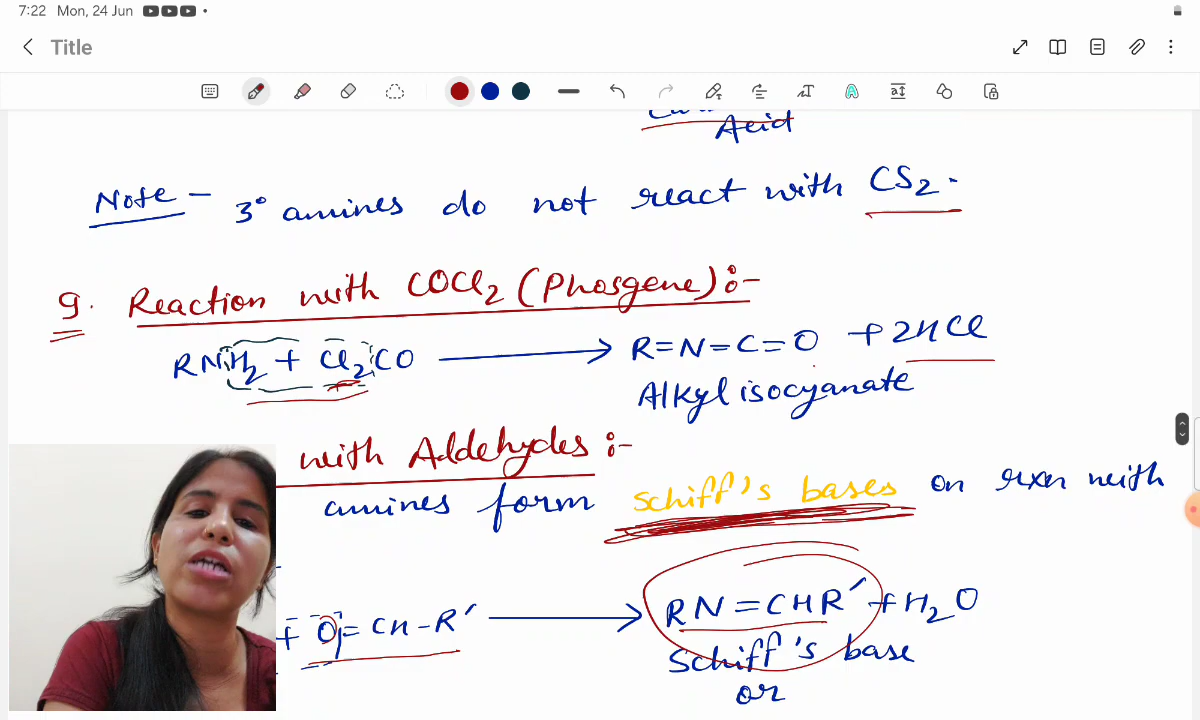 7:22 Mon, 24 Jun
Title
Acid
Note - 3° amines do not react with CS2.
9. Reaction with COCl2 (Phosgene) :-
RNH2 + Cl2CO → R=N=C=O + 2HCl
Alkyl isocyanate
with Aldehydes :-
amines form Schiff's bases on rxn with
+ O=CH-R' → RN=CHR' + H2O
Schiff's base
or